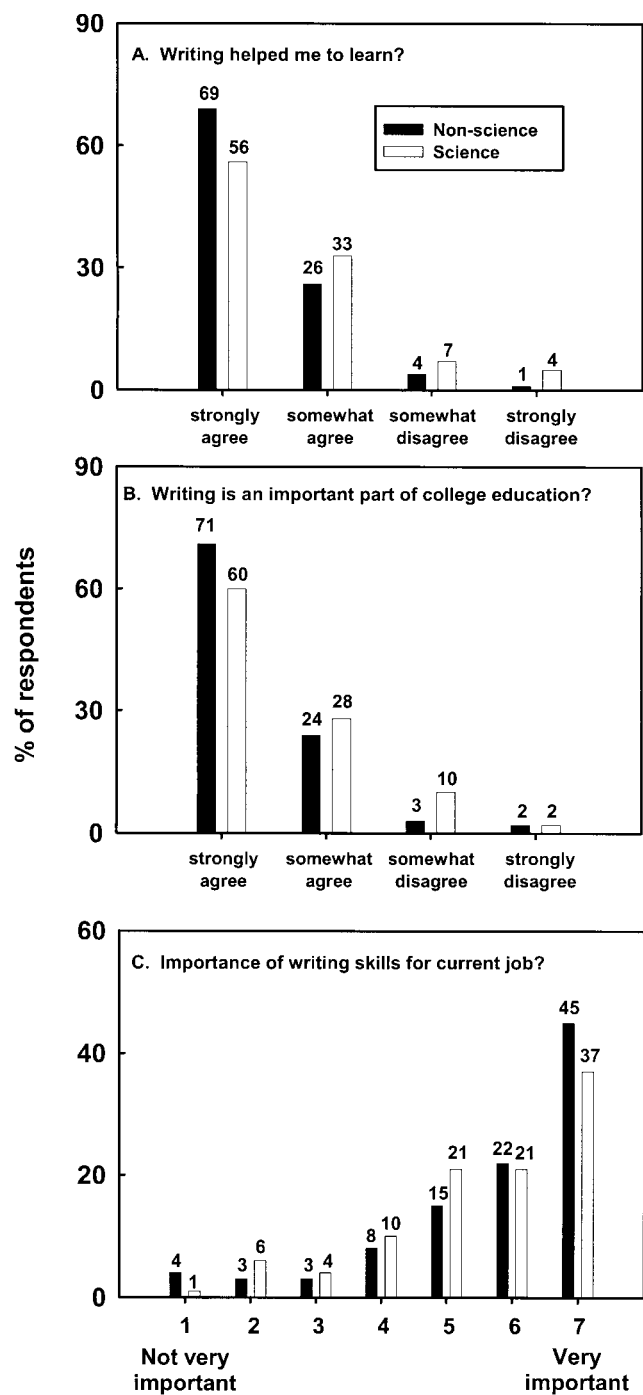 90
A. Writing helped me to learn?
69
Non-science
Science
60
56
33
30
26
4
7
1
4
0
strongly agree
somewhat agree
somewhat disagree
strongly disagree
90
B. Writing is an important part of college education?
71
60
60
30
24
28
3
10
2
2
0
strongly agree
somewhat agree
somewhat disagree
strongly disagree
% of respondents
60
C. Importance of writing skills for current job?
45
40
37
20
4
1
3
6
3
4
8
10
15
21
22
21
0
1 2 3 4 5 6 7
Not very important
Very important